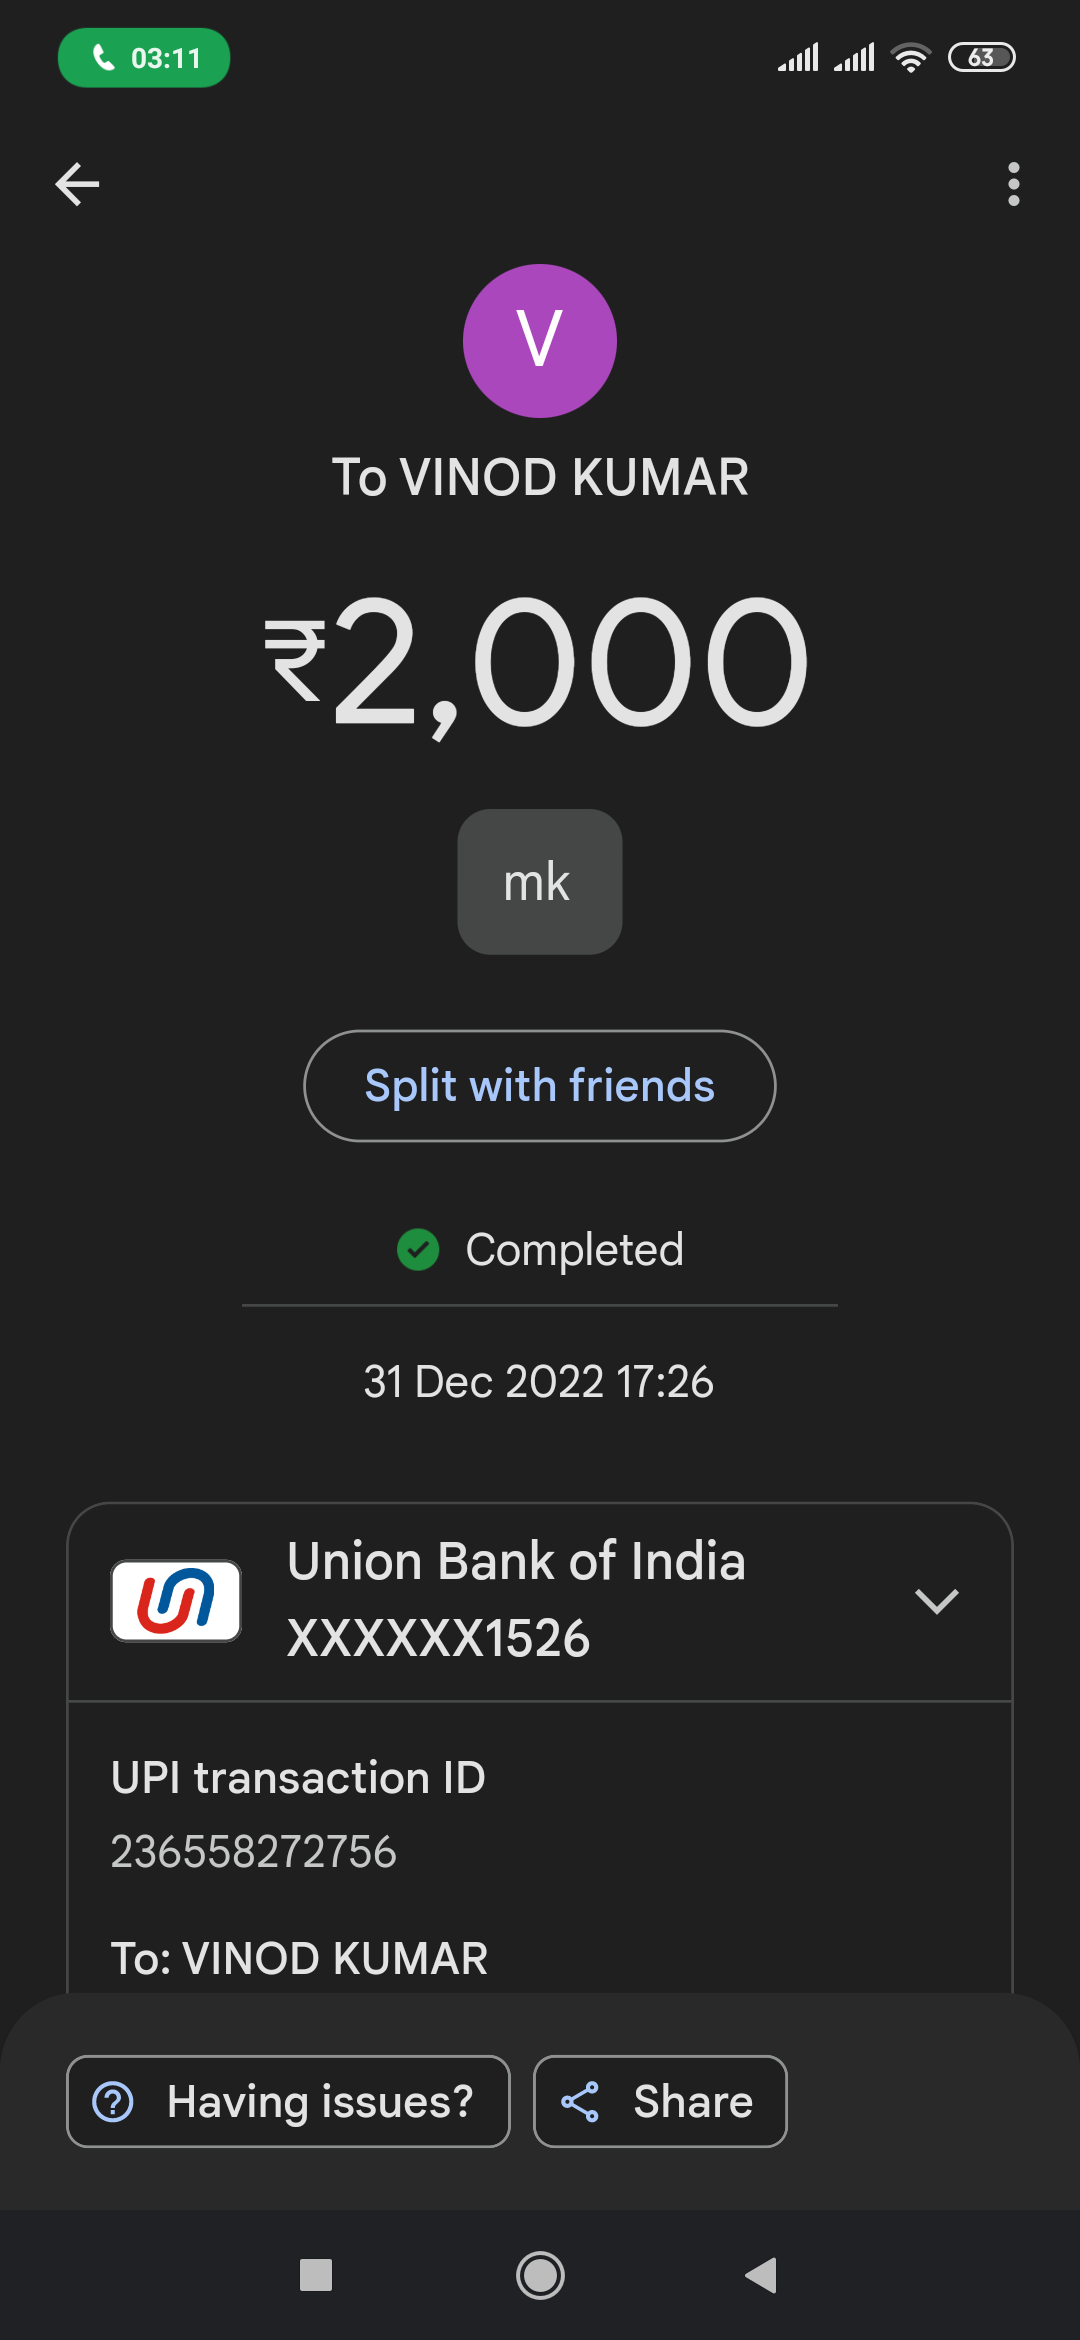 03:11
63
V
To VINOD KUMAR
₹2,000
mk
Split with friends
Completed
31 Dec 2022 17:26
Union Bank of India
XXXXXX1526
UPI transaction ID
236558272756
To: VINOD KUMAR
Having issues?
Share